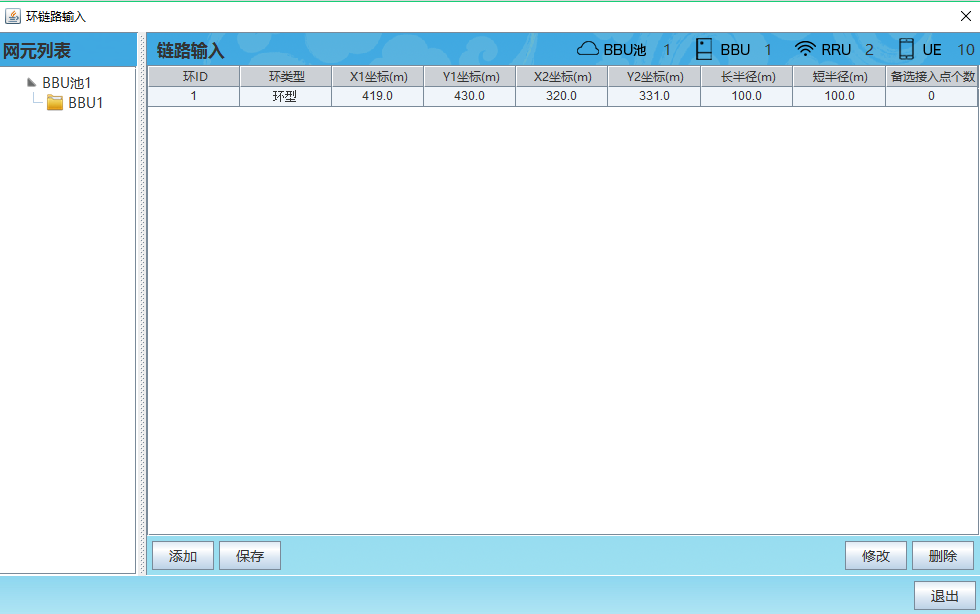 环链路输入
网元列表
BBU池1
BBU1
链路输入 BBU池 1 BBU 1 RRU 2 UE 10
环ID 环类型 X1坐标(m) Y1坐标(m) X2坐标(m) Y2坐标(m) 长半径(m) 短半径(m) 备选接入点个数
1 环型 419.0 430.0 320.0 331.0 100.0 100.0 0
添加 保存 修改 删除
退出